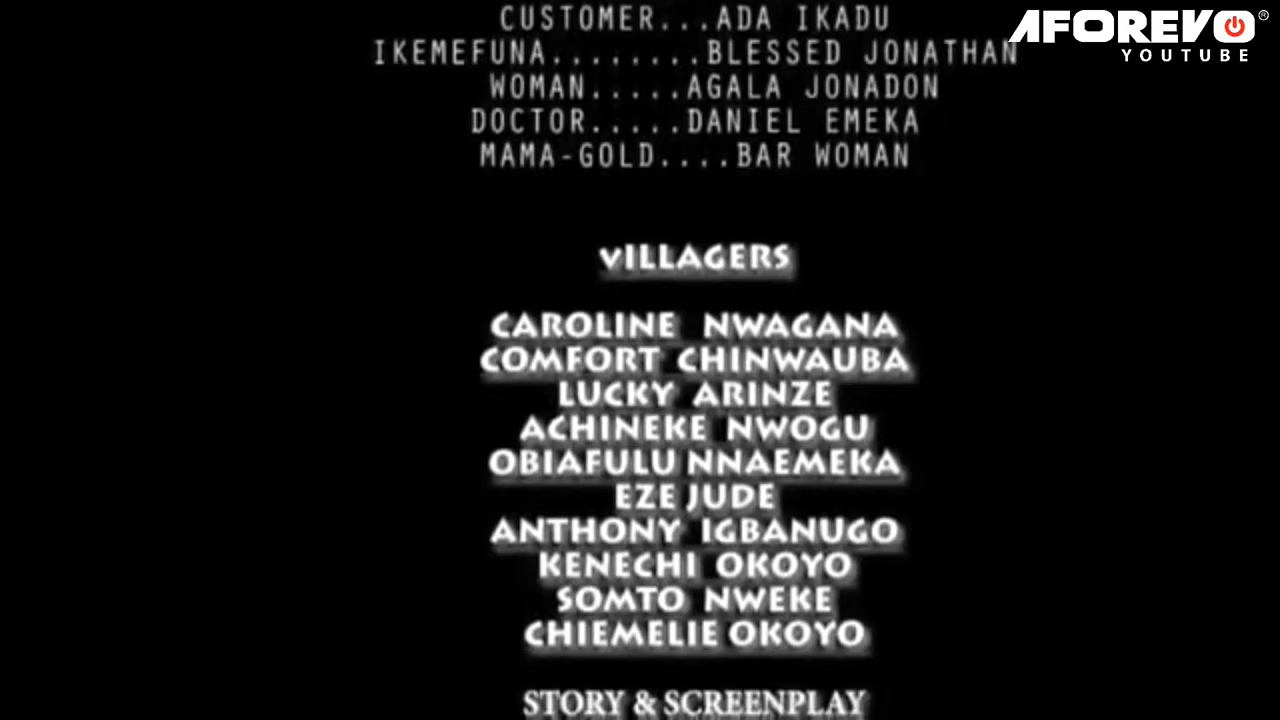 AFOREVO®
YOUTUBE
CUSTOMER...ADA IKADU
IKEMEFUNA........BLESSED JONATHAN
WOMAN.....AGALA JONADON
DOCTOR.....DANIEL EMEKA
MAMA-GOLD....BAR WOMAN
vILLAGERS
CAROLINE NWAGANA
COMFORT CHINWAUBA
LUCKY ARINZE
ACHINEKE NWOGU
OBIAFULU NNAEMEKA
EZE JUDE
ANTHONY IGBANUGO
KENECHI OKOYO
SOMTO NWEKE
CHIEMELIE OKOYO
STORY & SCREENPLAY